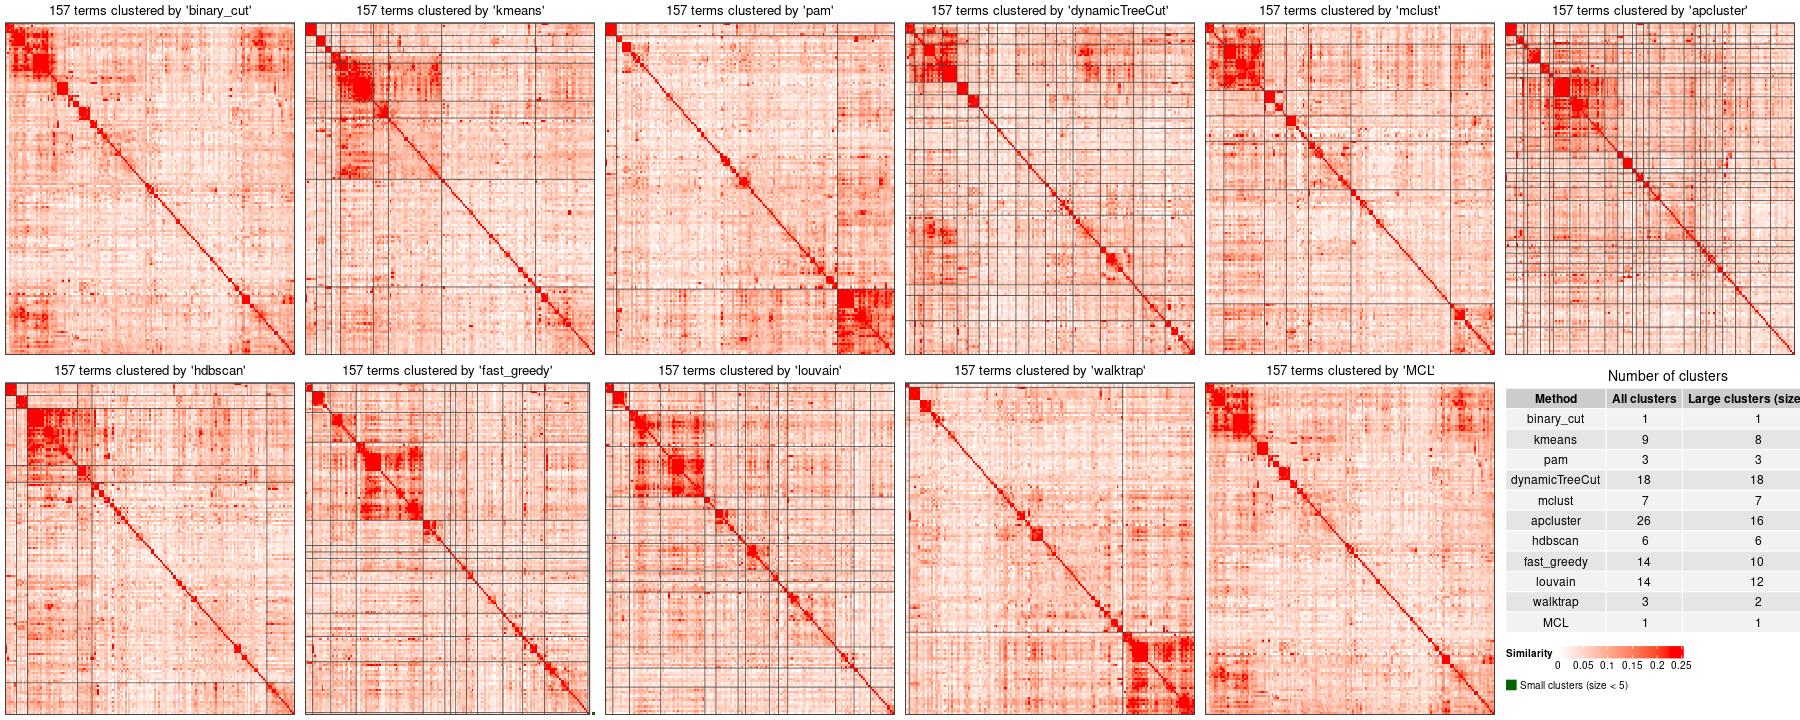 157 terms clustered by 'binary_cut'
157 terms clustered by 'kmeans'
157 terms clustered by 'pam'
157 terms clustered by 'dynamicTreeCut'
157 terms clustered by 'mclust'
157 terms clustered by 'apcluster'
157 terms clustered by 'hdbscan'
157 terms clustered by 'fast_greedy'
157 terms clustered by 'louvain'
157 terms clustered by 'walktrap'
157 terms clustered by 'MCL'
Number of clusters
Method All clusters Large clusters (size
binary_cut 1 1
kmeans 9 8
pam 3 3
dynamicTreeCut 18 18
mclust 7 7
apcluster 26 16
hdbscan 6 6
fast_greedy 14 10
louvain 14 12
walktrap 3 2
MCL 1 1
Similarity
0 0.05 0.1 0.15 0.2 0.25
Small clusters (size < 5)